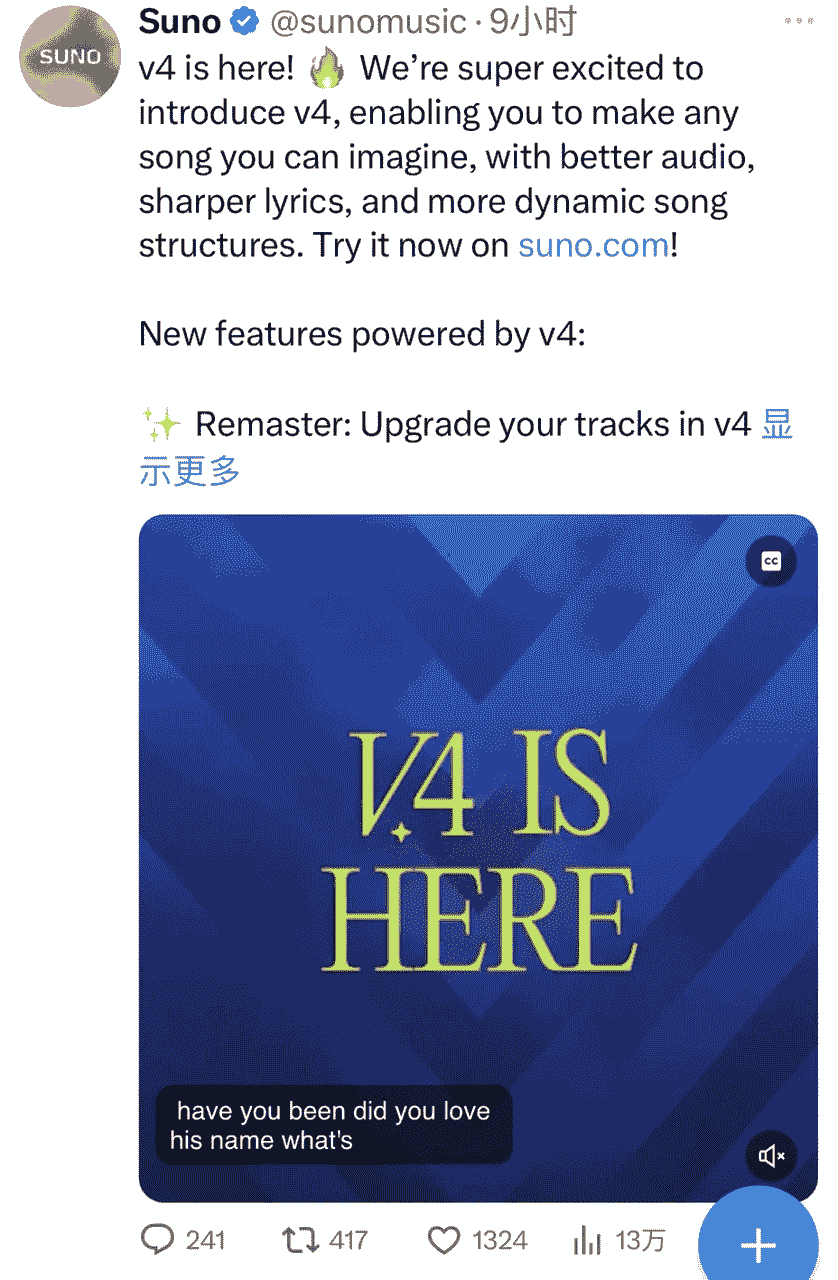 SUNO
Suno @sunomusic · 9小时
v4 is here! 🔥 We're super excited to
introduce v4, enabling you to make any
song you can imagine, with better audio,
sharper lyrics, and more dynamic song
structures. Try it now on suno.com!
New features powered by v4:
✨ Remaster: Upgrade your tracks in v4 显
示更多
CC
V4 IS
HERE
have you been did you love
his name what's
241 417 1324 13万